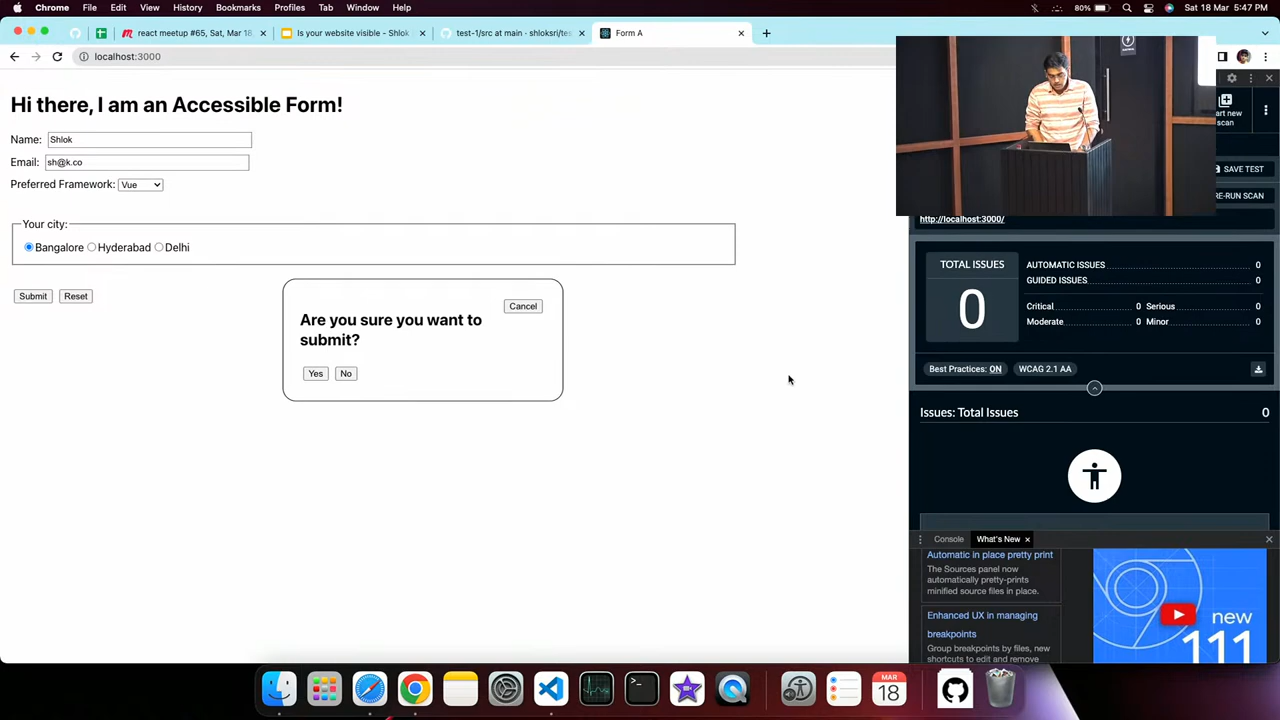 Chrome File Edit View History Bookmarks Profiles Tab Window Help 80% Sat 18 Mar 5:47 PM
react meetup #65, Sat, Mar 18, Is your website visible - Shlok test-1/src at main · shloksri/tes Form A
localhost:3000
Hi there, I am an Accessible Form!
Name: Shlok
Email: sh@k.co
Preferred Framework: Vue
Your city:
Bangalore Hyderabad Delhi
Submit Reset
Cancel
Are you sure you want to
submit?
Yes No
tart new
scan
SAVE TEST
RE-RUN SCAN
http://localhost:3000/
TOTAL ISSUES
0
AUTOMATIC ISSUES 0
GUIDED ISSUES 0
Critical 0 Serious 0
Moderate 0 Minor 0
Best Practices: ON WCAG 2.1 AA
Issues: Total Issues 0
Console What's New
Automatic in place pretty print
The Sources panel now
automatically pretty-prints
minified source files in place.
Enhanced UX in managing
breakpoints
Group breakpoints by files, new
shortcuts to edit and remove
new
111
MAR
18